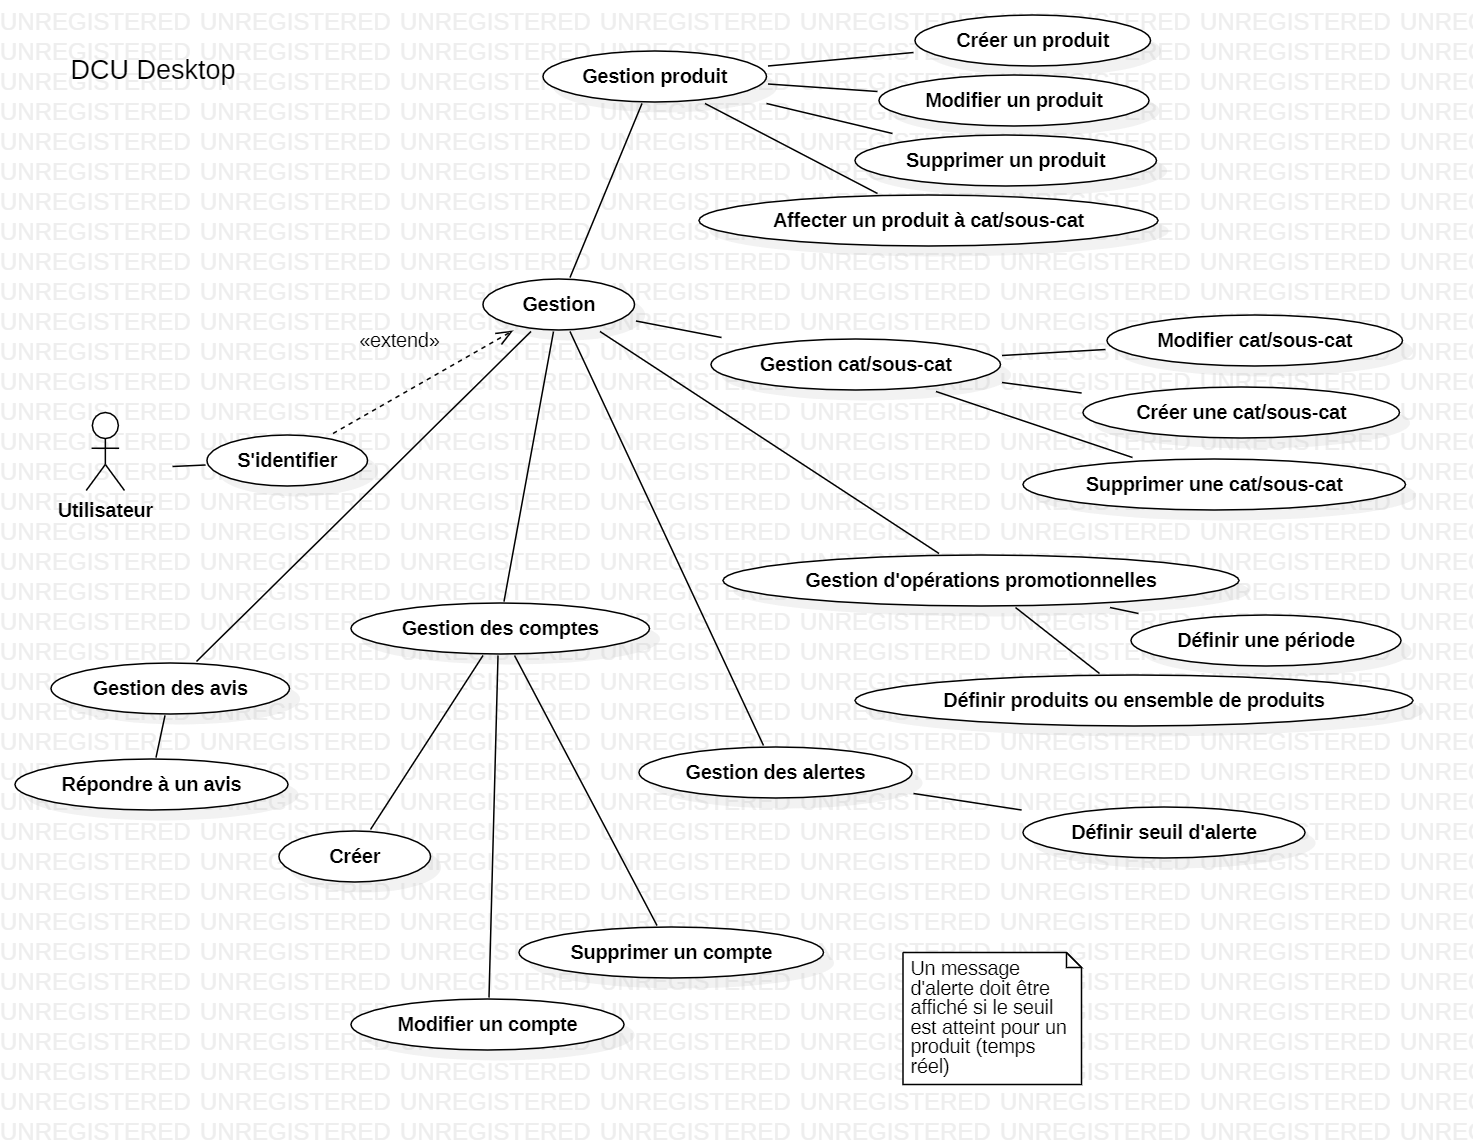 DCU Desktop
Gestion produit
Créer un produit
Modifier un produit
Supprimer un produit
Affecter un produit à cat/sous-cat
Gestion
«extend»
S'identifier
Utilisateur
Gestion cat/sous-cat
Modifier cat/sous-cat
Créer une cat/sous-cat
Supprimer une cat/sous-cat
Gestion d'opérations promotionnelles
Définir une période
Définir produits ou ensemble de produits
Gestion des comptes
Gestion des avis
Répondre à un avis
Gestion des alertes
Définir seuil d'alerte
Créer
Supprimer un compte
Modifier un compte
Un message
d'alerte doit être
affiché si le seuil
est atteint pour un
produit (temps
réel)
UNREGISTERED